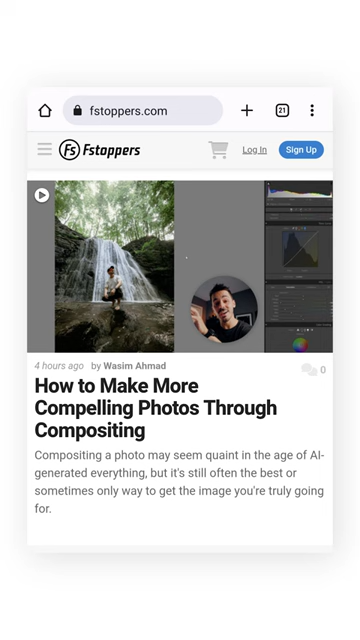 fstoppers.com
21
Fs Fstoppers
Log In
Sign Up
4 hours ago by Wasim Ahmad
0
How to Make More
Compelling Photos Through
Compositing
Compositing a photo may seem quaint in the age of AI-
generated everything, but it's still often the best or
sometimes only way to get the image you're truly going
for.